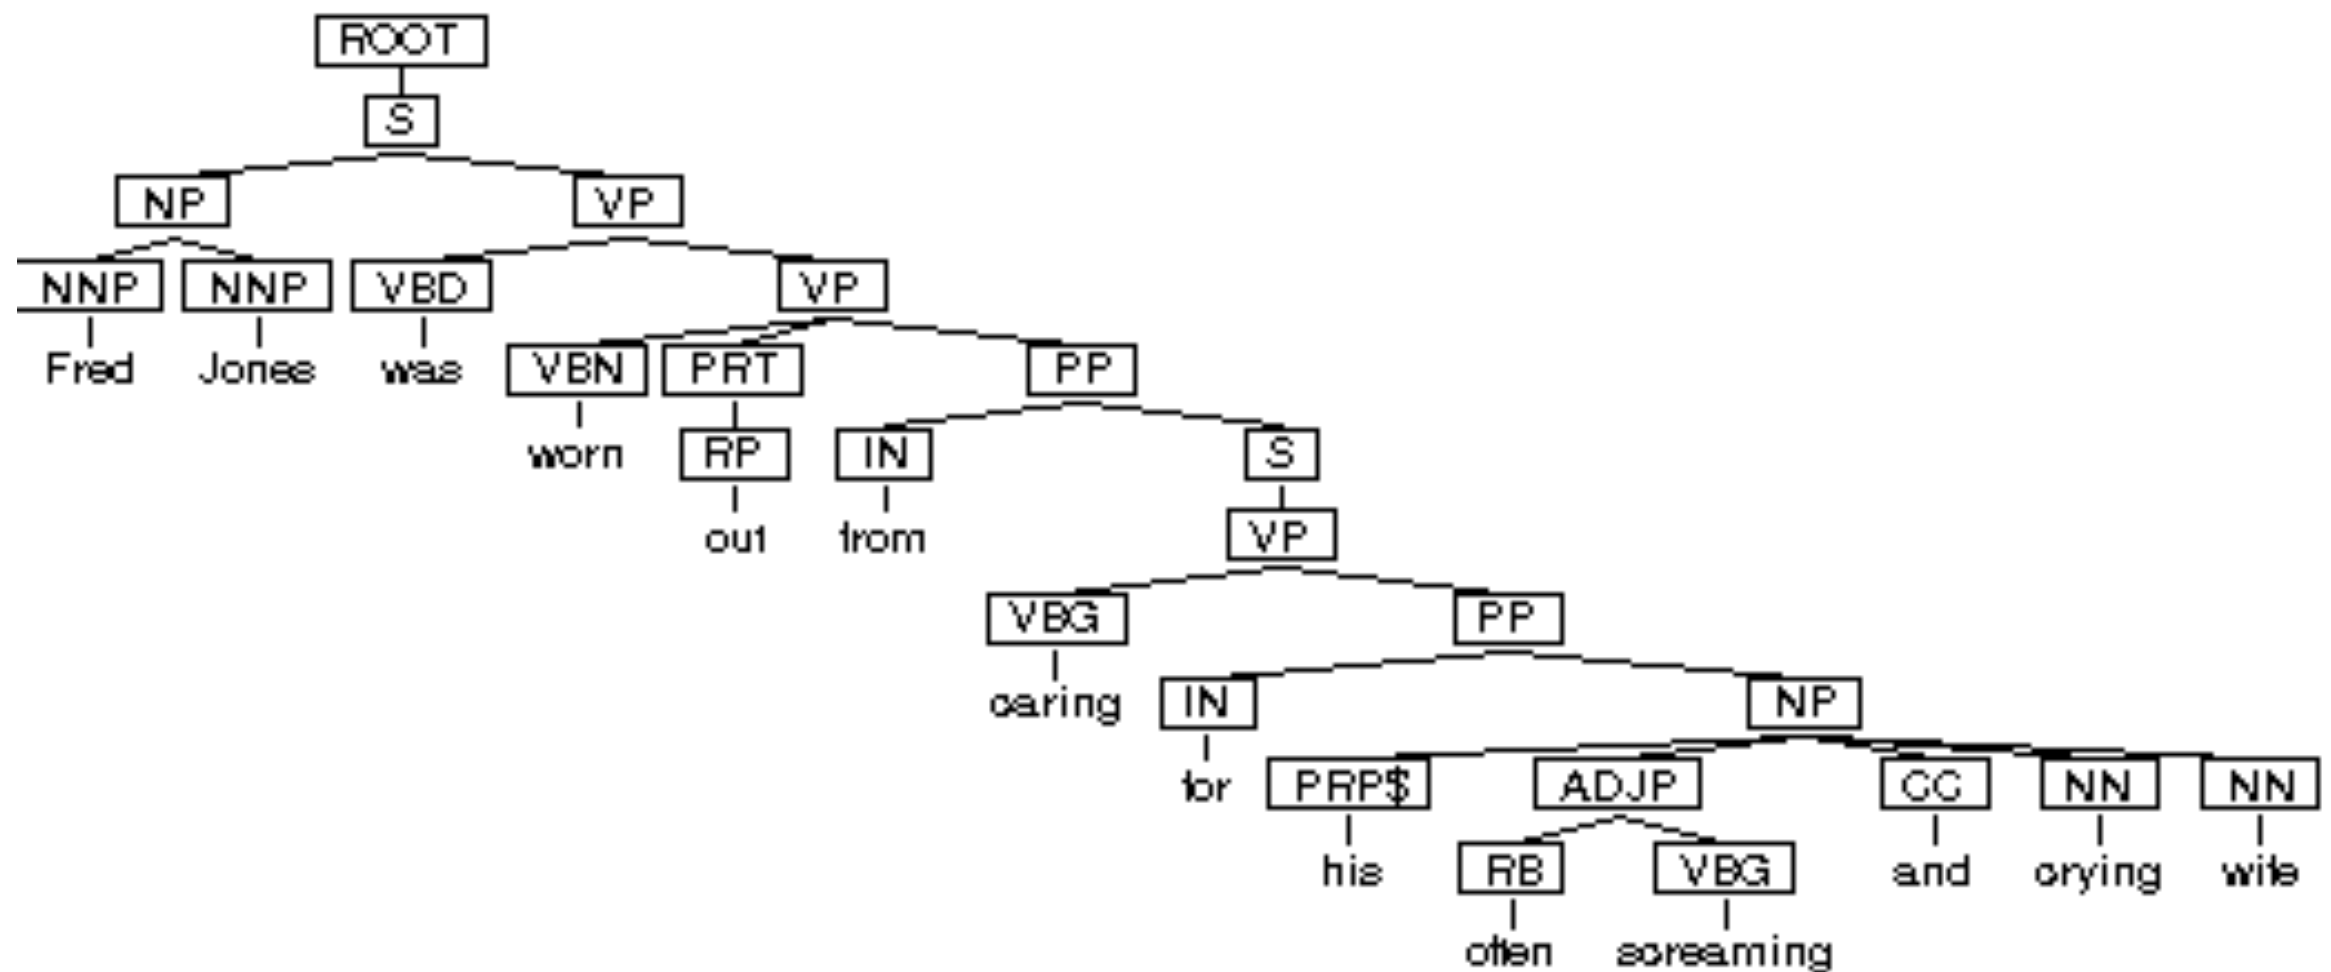 ROOT
S
NP VP
NNP NNP VBD VP
Fred Jones was VBN PRT PP
worn RP IN S
out from VP
VBG PP
caring IN NP
for PRP$ ADJP CC NN NN
his RB VBG and crying wife
often screaming